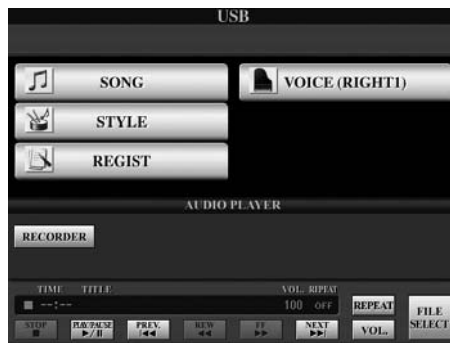 USB
SONG
VOICE (RIGHT1)
STYLE
REGIST
AUDIO PLAYER
RECORDER
TIME TITLE VOL. REPEAT
--:-- 100 OFF
REPEAT
FILE SELECT
STOP
PLAY/PAUSE
PREV.
REW
FF
NEXT
VOL.